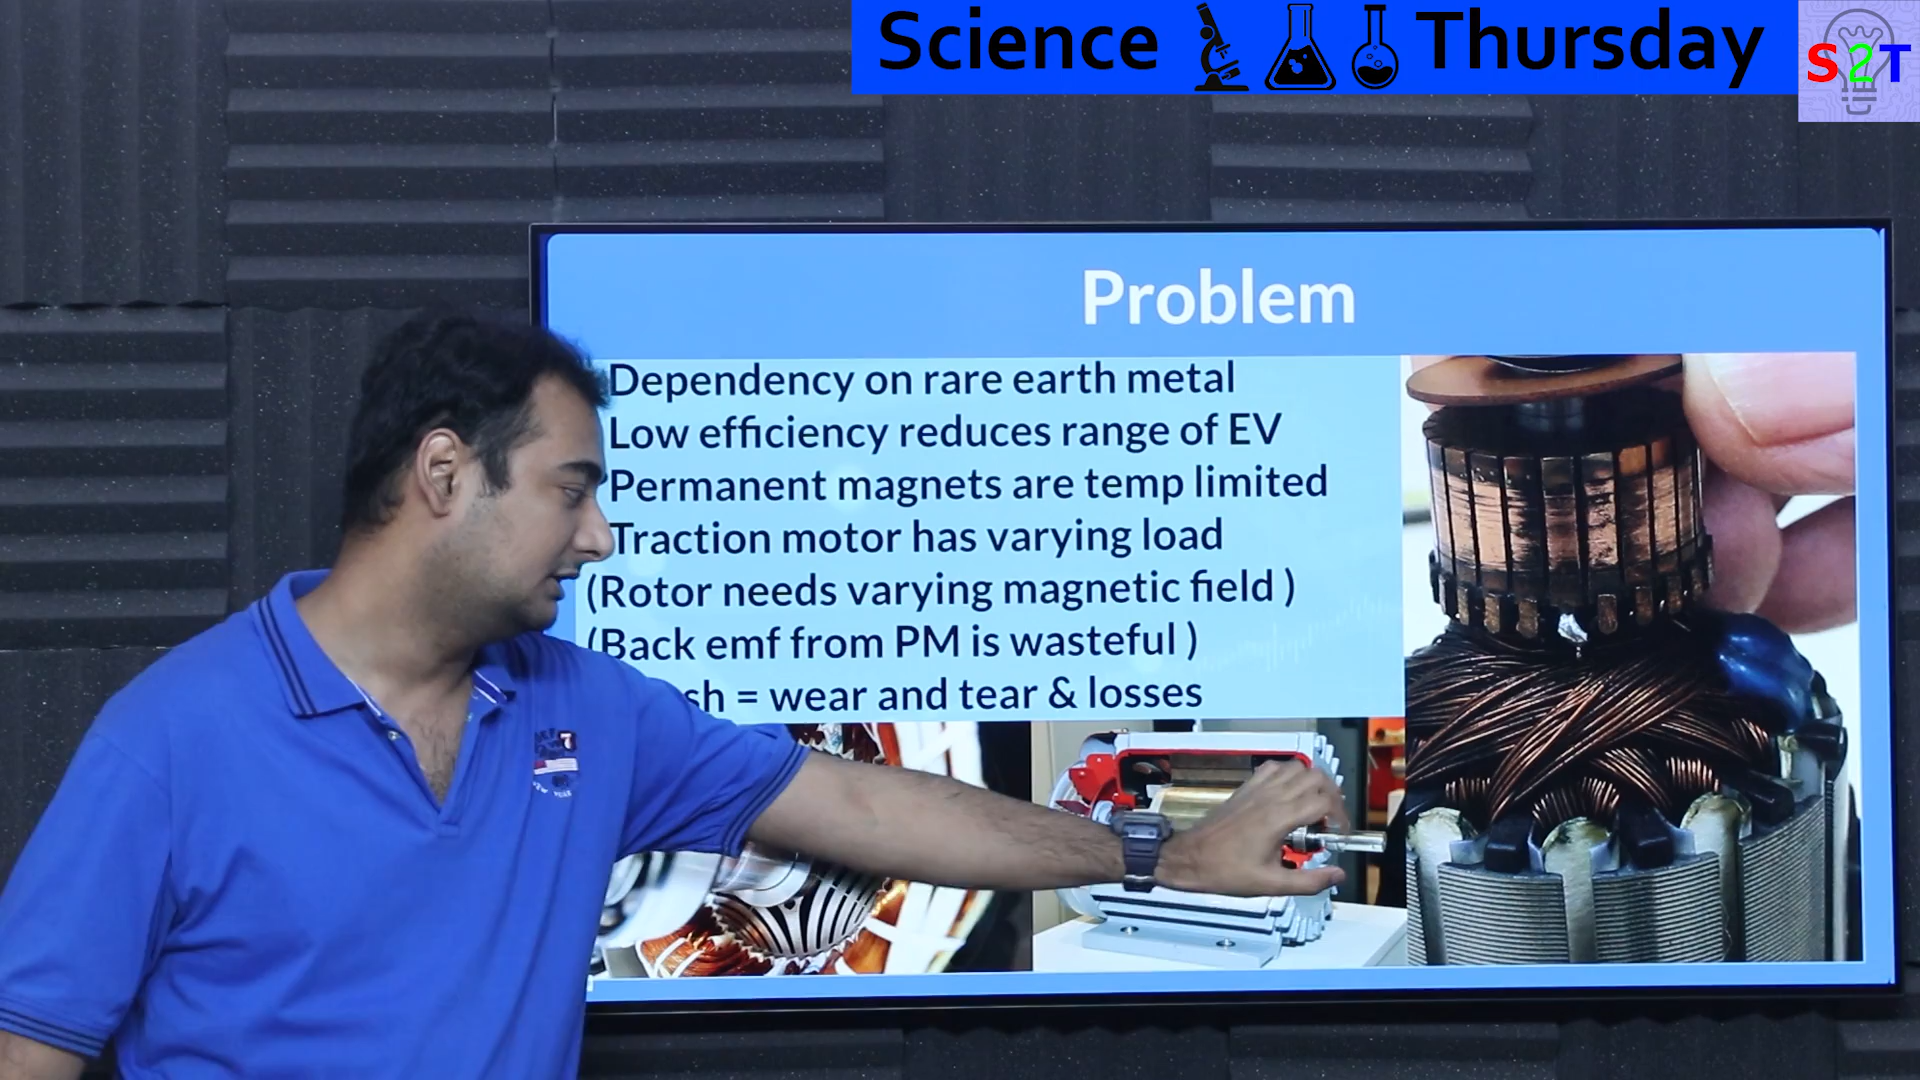 Science Thursday
S2T
Problem
Dependency on rare earth metal
Low efficiency reduces range of EV
Permanent magnets are temp limited
Traction motor has varying load
(Rotor needs varying magnetic field )
(Back emf from PM is wasteful )
= wear and tear & losses